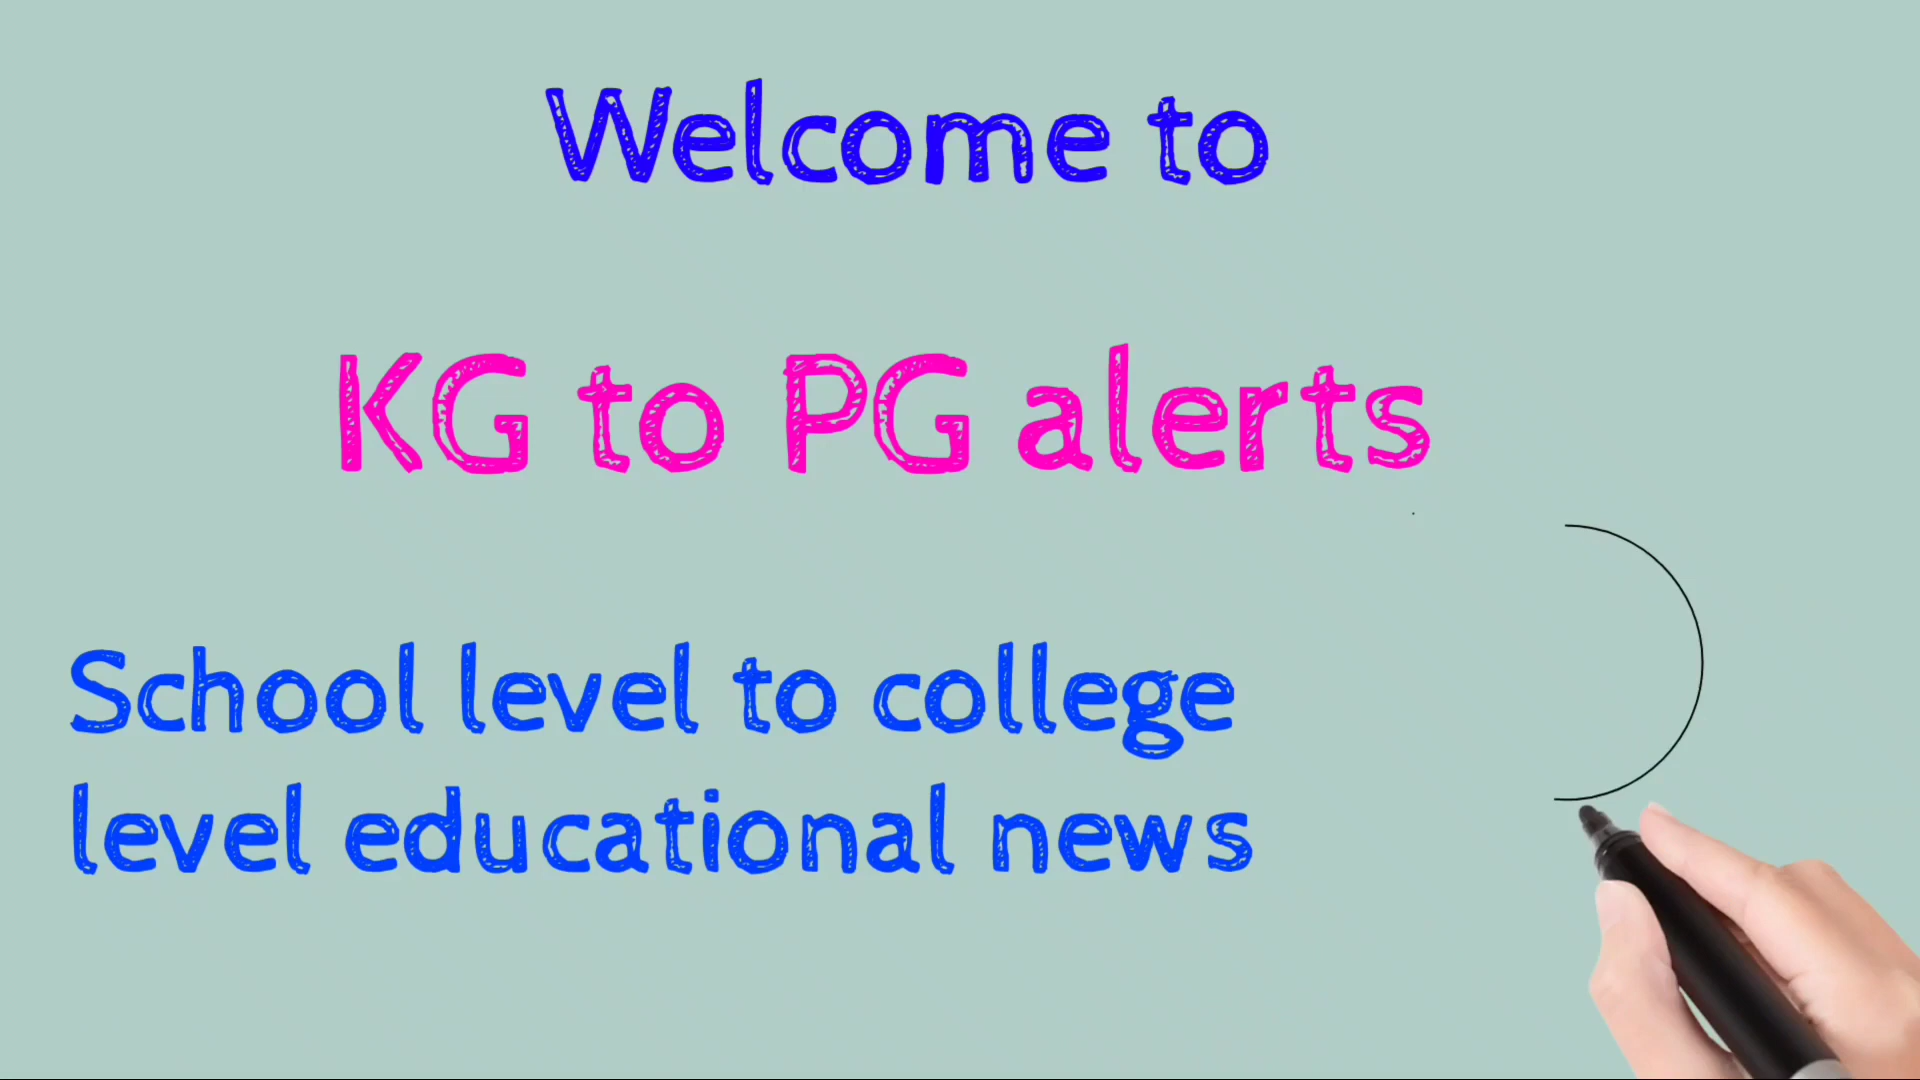 Welcome to
KG to PG alerts
School level to college
level educational news